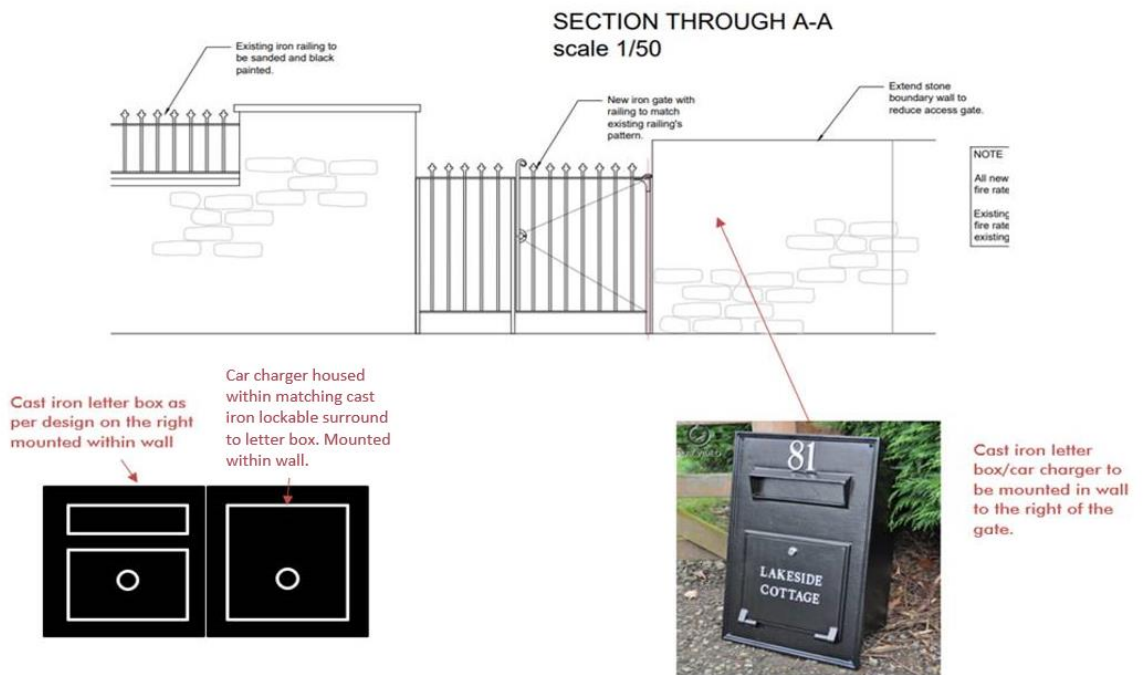 SECTION THROUGH A-A
scale 1/50
Existing iron railing to
be sanded and black
painted.
New iron gate with
railing to match
existing railing's
pattern.
Extend stone
boundary wall to
reduce access gate.
NOTE
All new
fire rate
Existing
fire rate
existing
Cast iron letter box as
per design on the right
mounted within wall
Car charger housed
within matching cast
iron lockable surround
to letter box. Mounted
within wall.
81
LAKESIDE
COTTAGE
Cast iron letter
box/car charger to
be mounted in wall
to the right of the
gate.